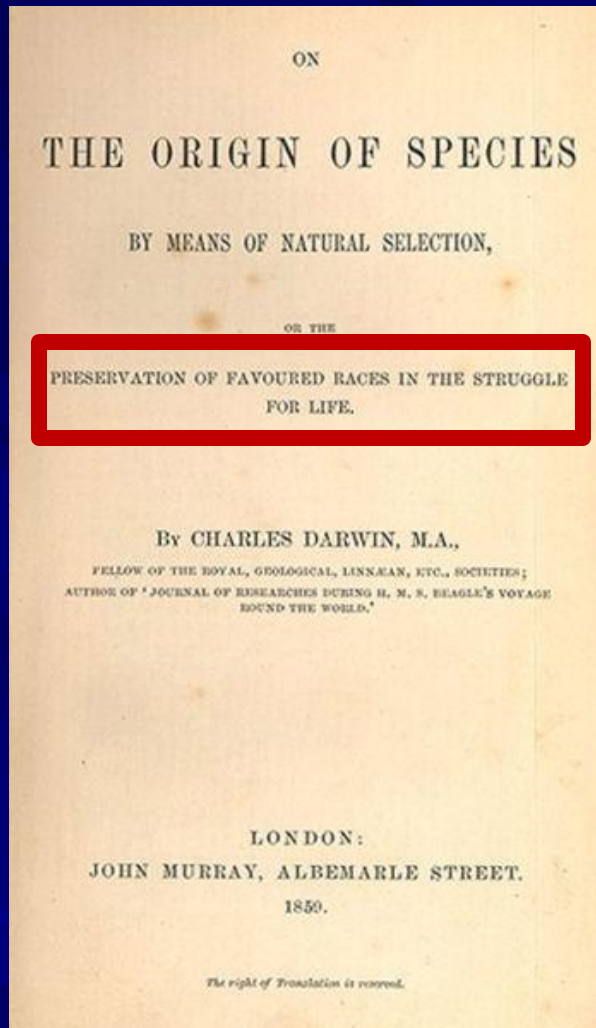 ON
THE ORIGIN OF SPECIES
BY MEANS OF NATURAL SELECTION,
OR THE
PRESERVATION OF FAVOURED RACES IN THE STRUGGLE
FOR LIFE.
BY CHARLES DARWIN, M.A.,
FELLOW OF THE ROYAL, GEOLOGICAL, LINNÆAN, ETC., SOCIETIES;
AUTHOR OF ‘JOURNAL OF RESEARCHES DURING H. M. S. BEAGLE’S VOYAGE
ROUND THE WORLD.’
LONDON:
JOHN MURRAY, ALBEMARLE STREET.
1859.
The right of Translation is reserved.